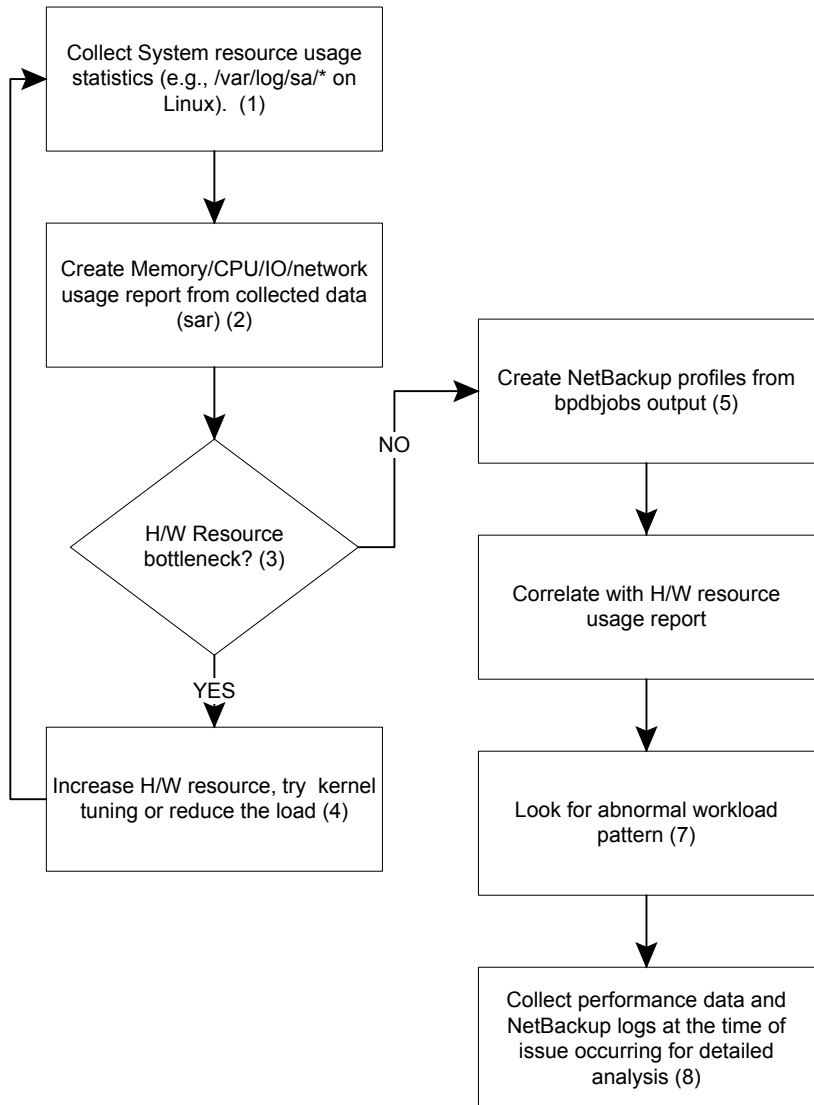 Collect System resource usage
statistics (e.g., /var/log/sa/* on
Linux).  (1)
Create Memory/CPU/IO/network
usage report from collected data
(sar) (2)
H/W Resource
bottleneck? (3)
YES
Increase H/W resource, try  kernel
tuning or reduce the load (4)
NO
Create NetBackup profiles from
bpdbjobs output (5)
Correlate with H/W resource
usage report
Look for abnormal workload
pattern (7)
Collect performance data and
NetBackup logs at the time of
issue occurring for detailed
analysis (8)